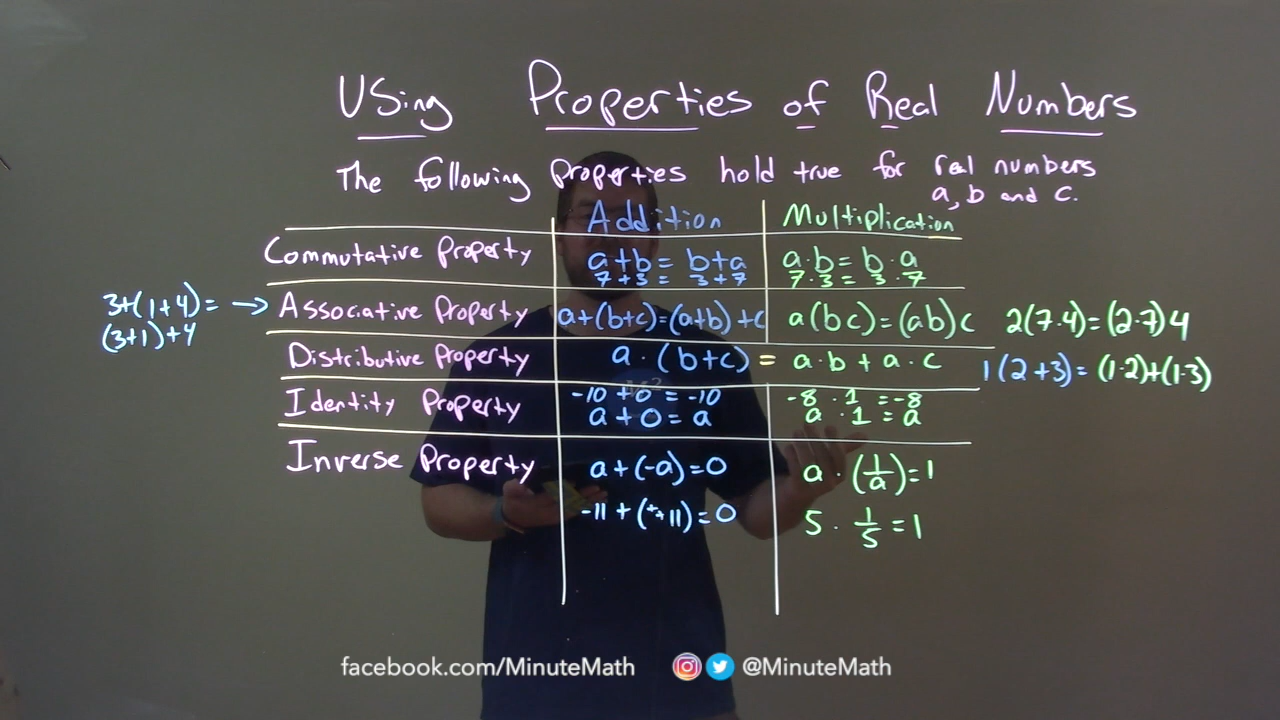 Using Properties of Real Numbers
The following properties hold true for real numbers
a, b and c.
Addition Multiplication
Commutative Property a+b = b+a a·b = b·a
7+3 = 3+7 7·3 = 3·7
3+(1+4)= → Associative Property a+(b+c)=(a+b)+c a(bc)=(ab)c 2(7·4)=(2·7)4
(3+1)+4
Distributive Property a·(b+c) = a·b + a·c 1(2+3)=(1·2)+(1·3)
-10 + 0 = -10 -8 · 1 = -8
Identity Property a + 0 = a a · 1 = a
Inverse Property a+(-a)=0 a·(1/a)=1
-11 + (+11)=0 5 · 1/5 = 1
facebook.com/MinuteMath @MinuteMath